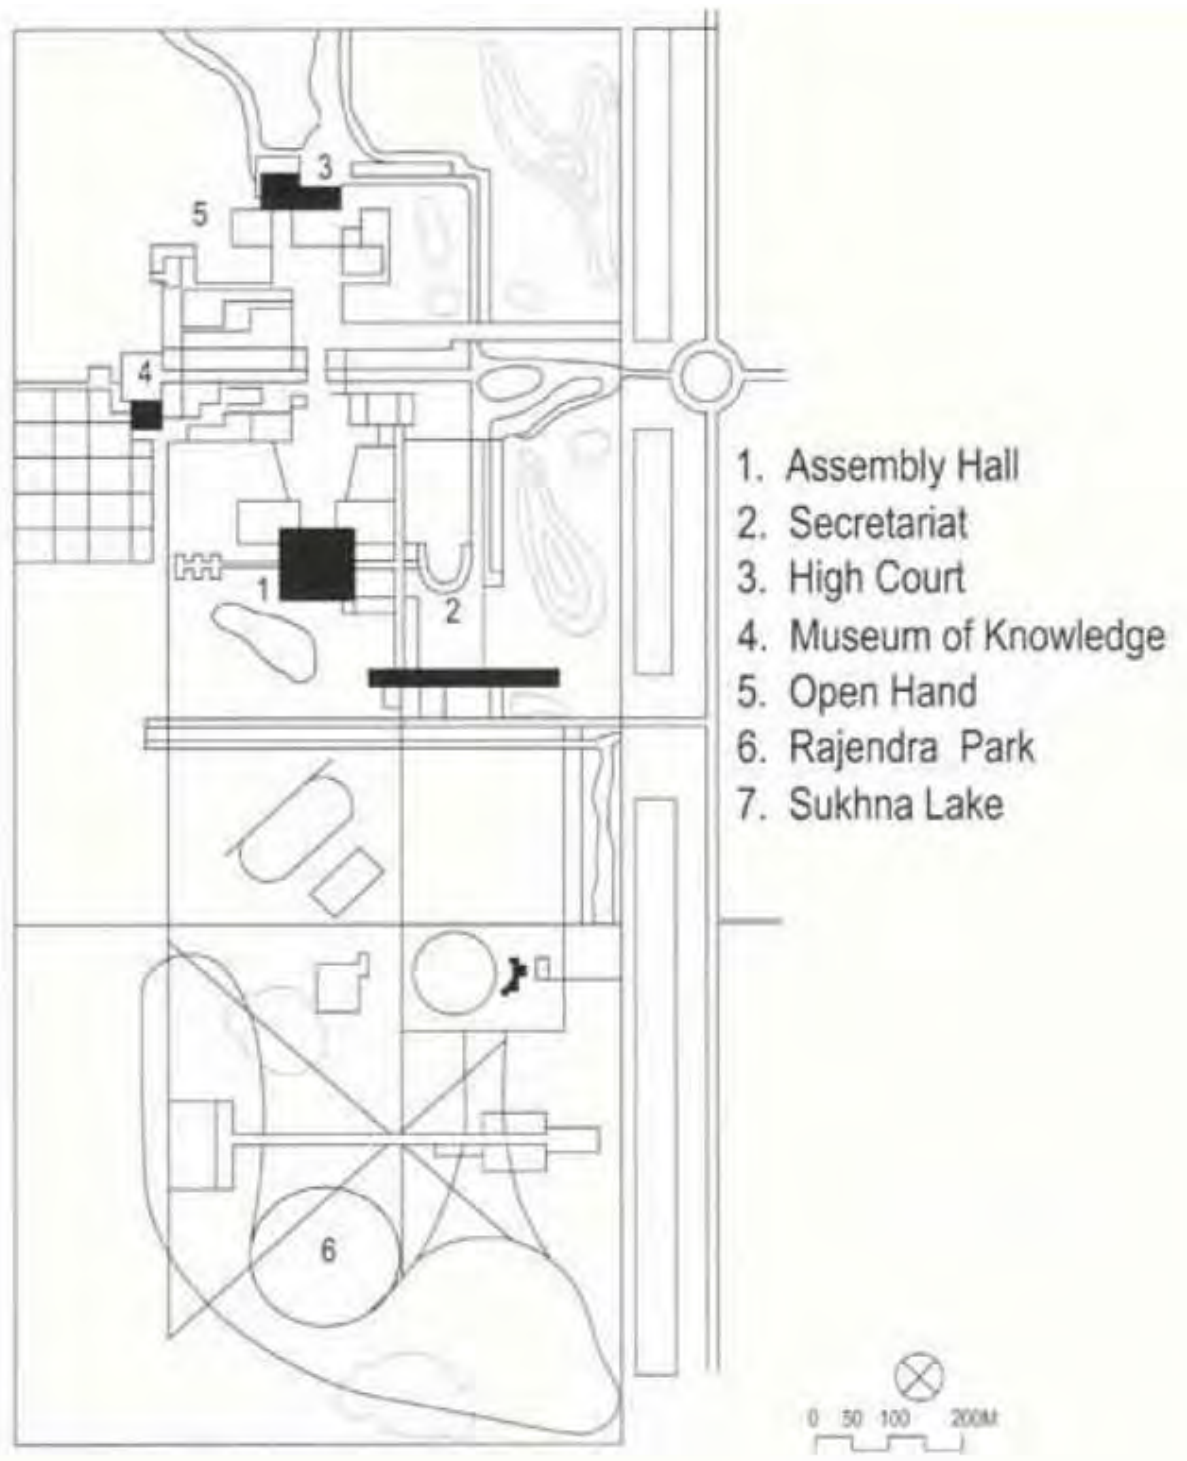 3
5
4
1
2
6
1. Assembly Hall
2. Secretariat
3. High Court
4. Museum of Knowledge
5. Open Hand
6. Rajendra Park
7. Sukhna Lake
0 50 100 200M